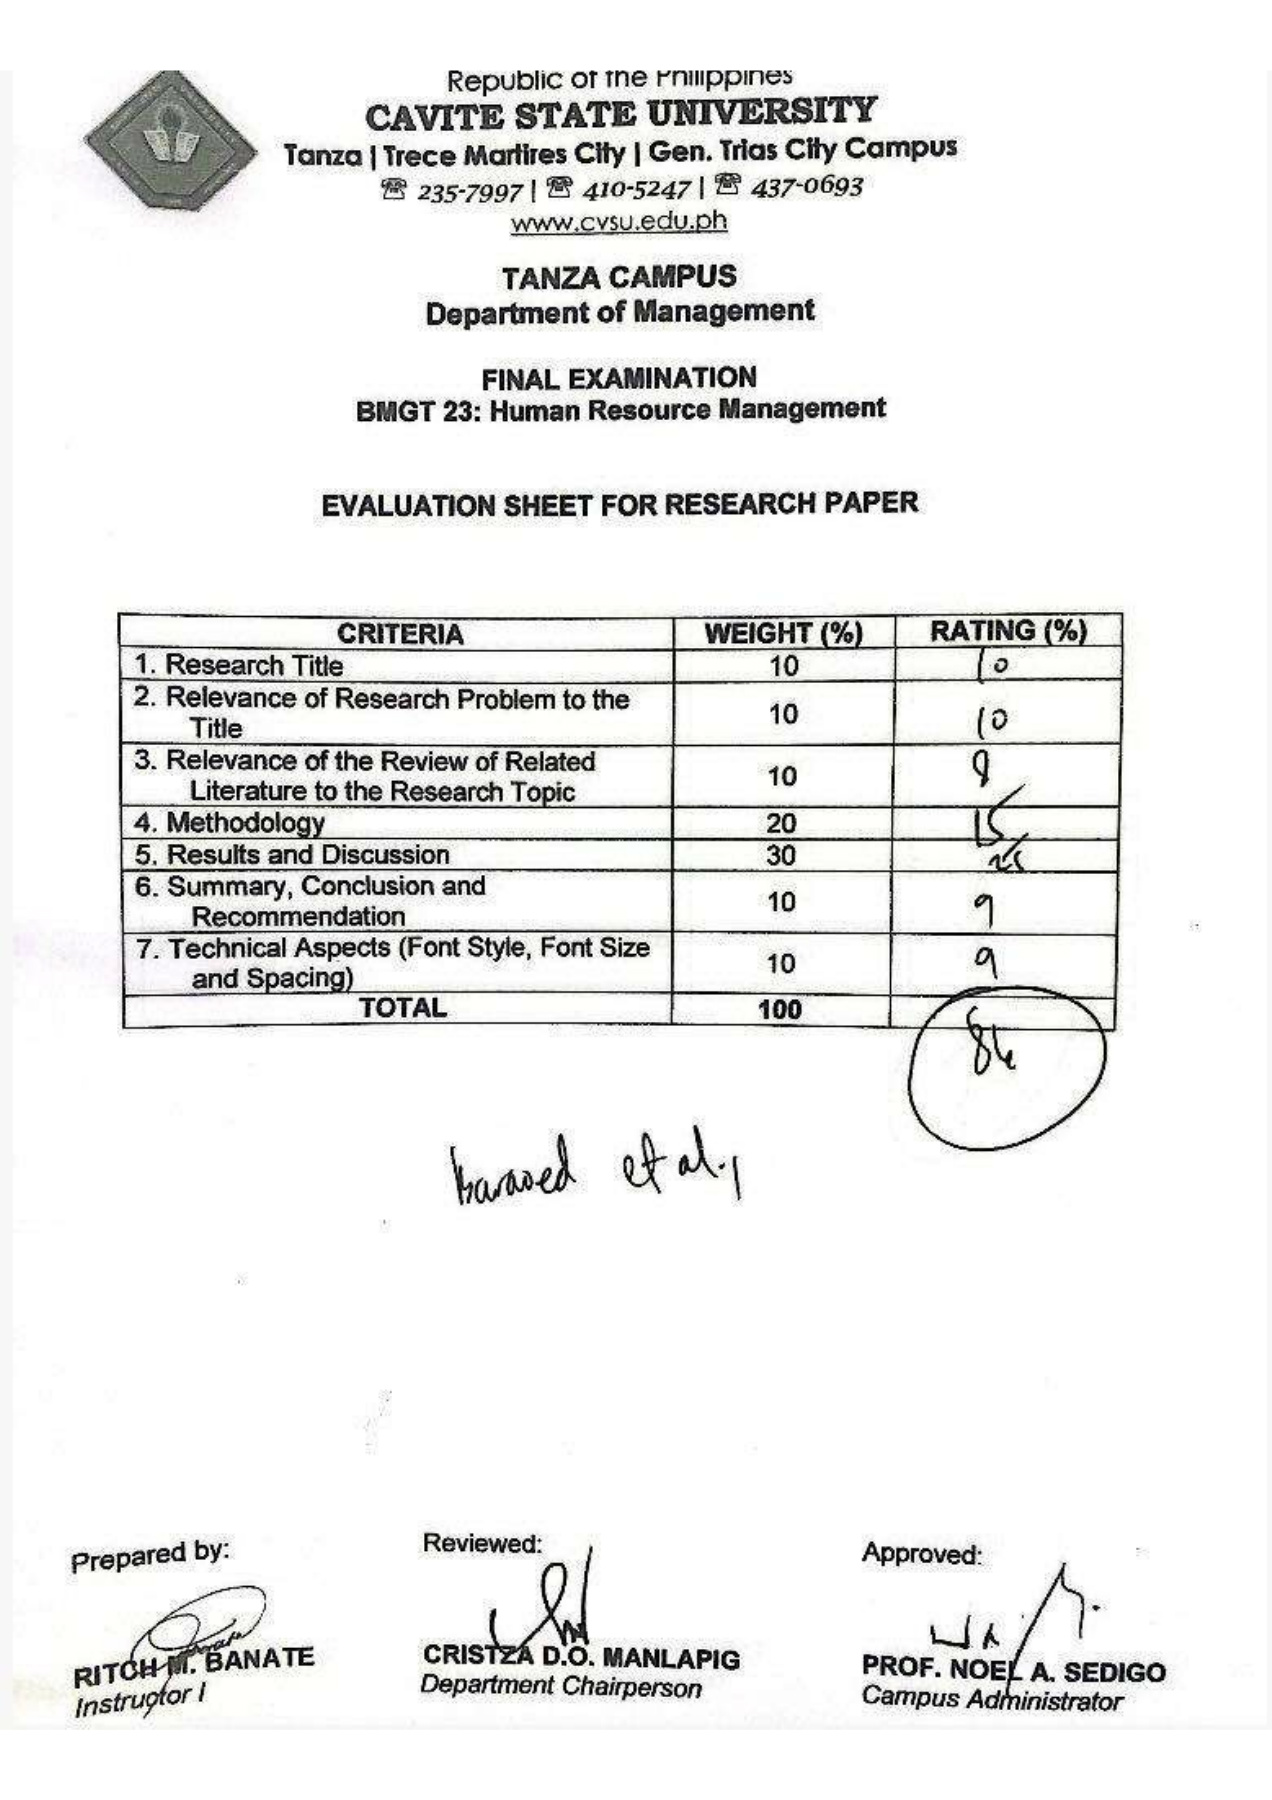 Republic of the Philippines
CAVITE STATE UNIVERSITY
Tanza | Trece Martires City | Gen. Trias City Campus
☎ 235-7997 | ☎ 410-5247 | ☎ 437-0693
www.cvsu.edu.ph
TANZA CAMPUS
Department of Management
FINAL EXAMINATION
BMGT 23: Human Resource Management
EVALUATION SHEET FOR RESEARCH PAPER
CRITERIA WEIGHT (%) RATING (%)
1. Research Title 10 10
2. Relevance of Research Problem to the
Title 10 10
3. Relevance of the Review of Related
Literature to the Research Topic 10
4. Methodology 20 15
5. Results and Discussion 30 25
6. Summary, Conclusion and
Recommendation 10 9
7. Technical Aspects (Font Style, Font Size
and Spacing) 10 9
TOTAL 100
86
et al.,
Prepared by:
RITCH M. BANATE
Instructor I
Reviewed:
CRISTZA D.O. MANLAPIG
Department Chairperson
Approved:
PROF. NOEL A. SEDIGO
Campus Administrator